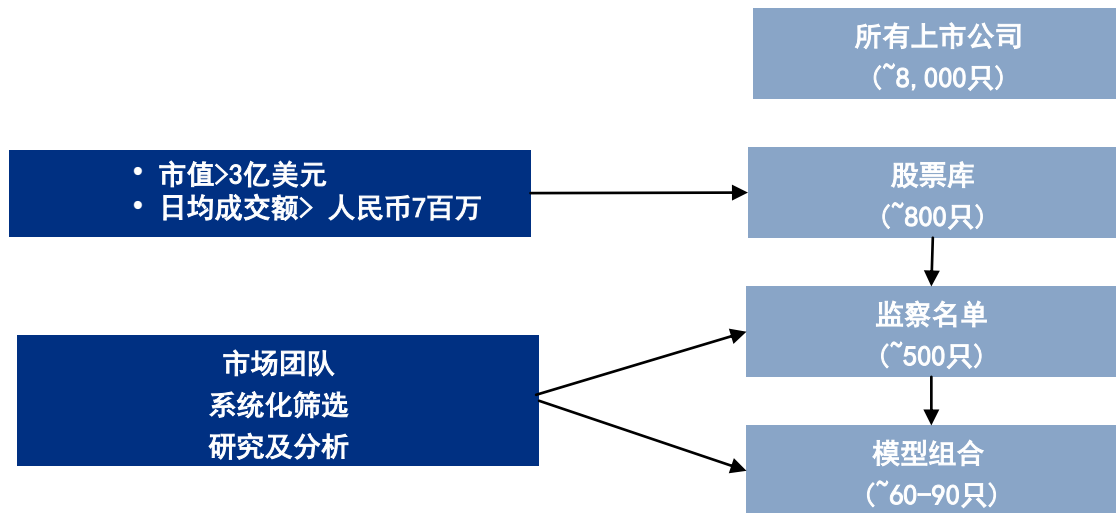 所有上市公司
(~8,000只)
• 市值>3亿美元
• 日均成交额> 人民币7百万
股票库
(~800只)
监察名单
(~500只)
市场团队
系统化筛选
研究及分析
模型组合
(~60-90只)